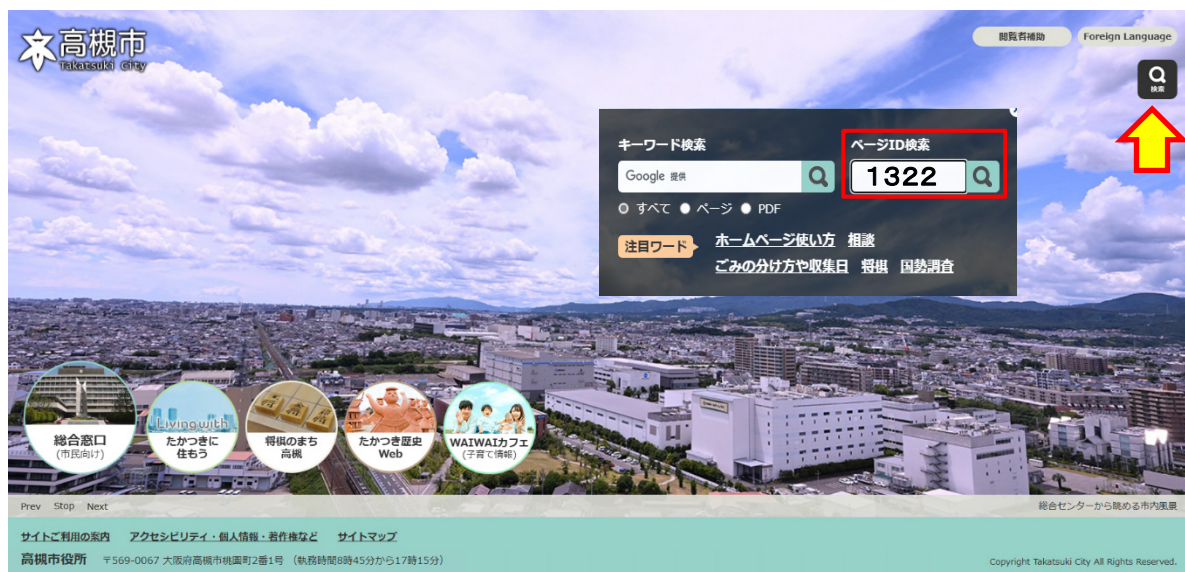 高槻市
Takatsuki City
閲覧者補助
Foreign Language
検索
キーワード検索
ページID検索
Google 提供
1322
すべて ページ PDF
注目ワード ホームページ使い方 相談
ごみの分け方や収集日 将棋 国勢調査
総合窓口
(市民向け)
Living with
たかつきに
住もう
将棋のまち
高槻
たかつき歴史
Web
WAIWAIカフェ
(子育て情報)
Prev Stop Next
総合センターから眺める市内風景
サイトご利用の案内 アクセシビリティ・個人情報・著作権など サイトマップ
高槻市役所 〒569-0067 大阪府高槻市桃園町2番1号 (執務時間8時45分から17時15分)
Copyright Takatsuki City All Rights Reserved.